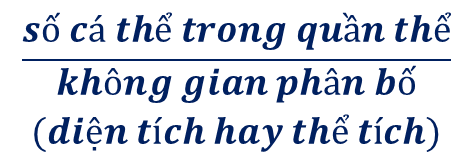 số cá thể trong quần thể
không gian phân bố
(diện tích hay thể tích)